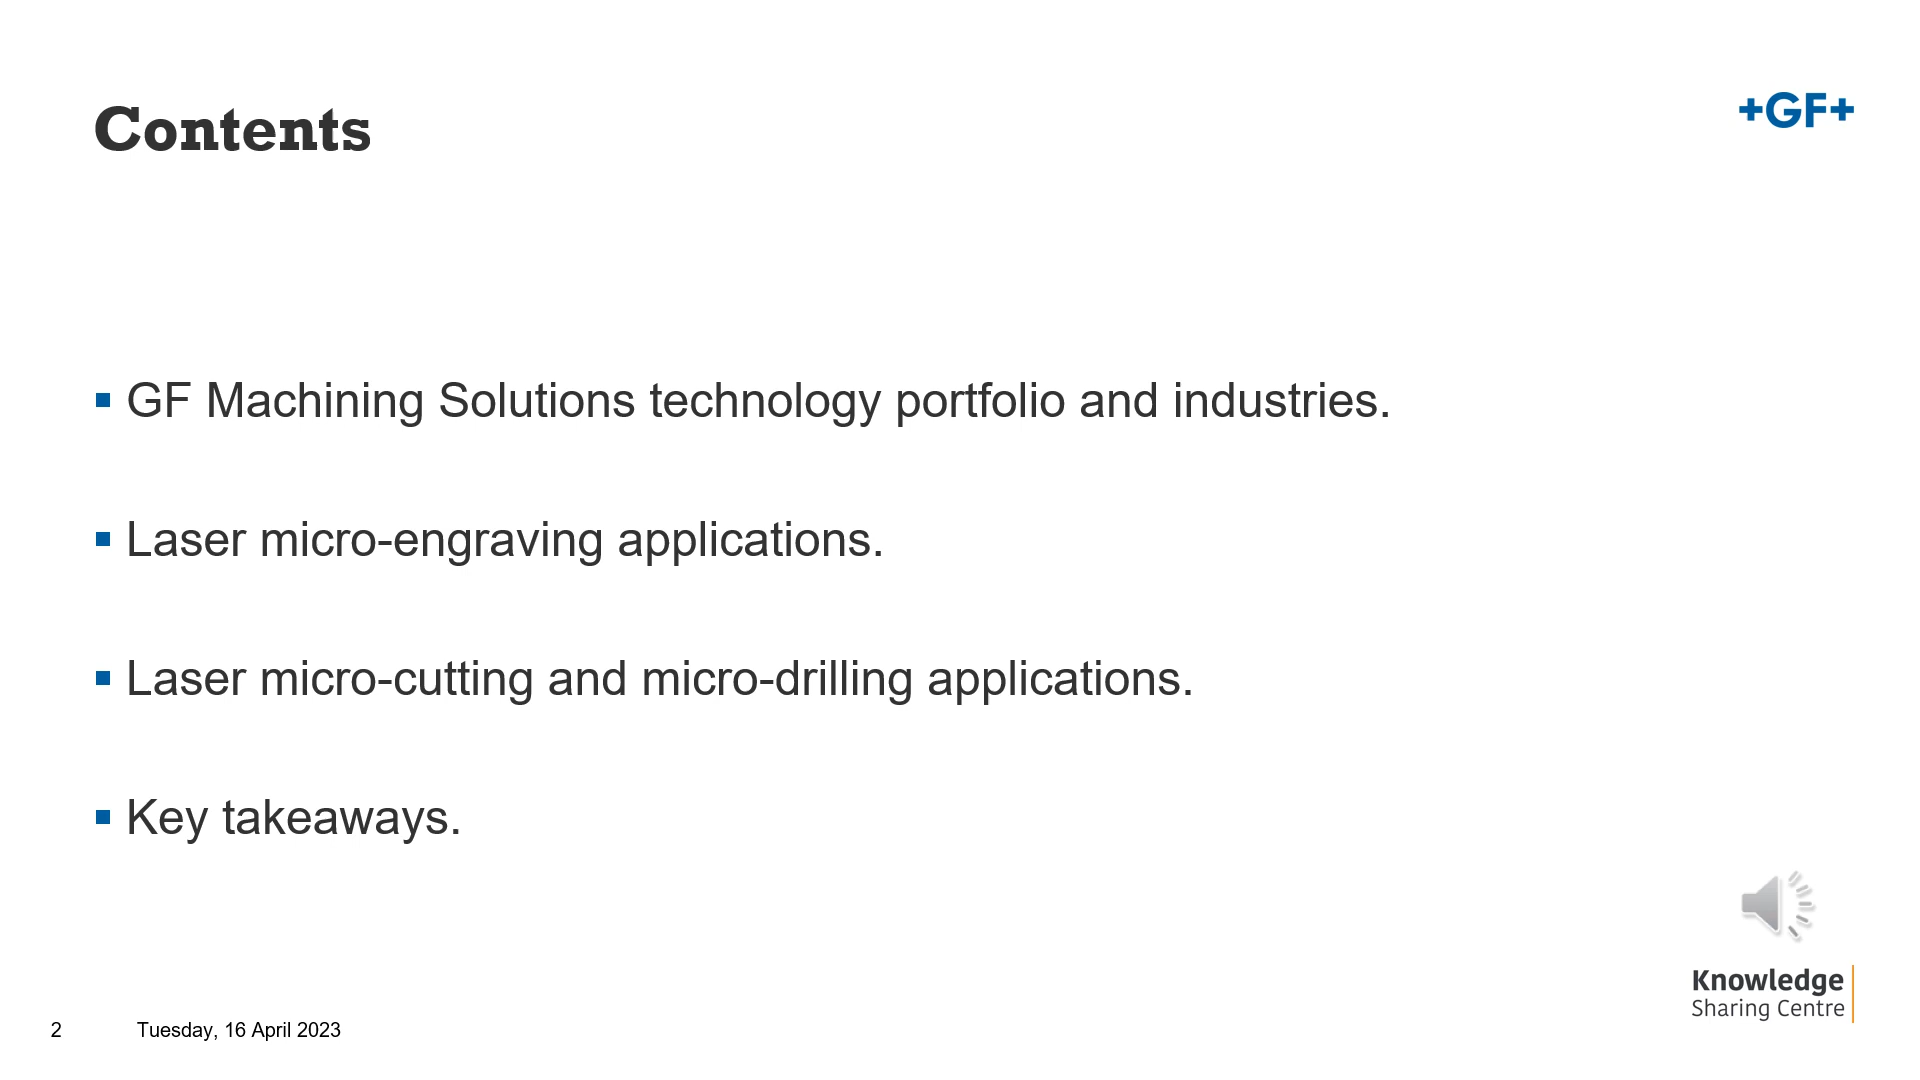 Contents
+GF+
GF Machining Solutions technology portfolio and industries.
Laser micro-engraving applications.
Laser micro-cutting and micro-drilling applications.
Key takeaways.
Knowledge
Sharing Centre
2 Tuesday, 16 April 2023